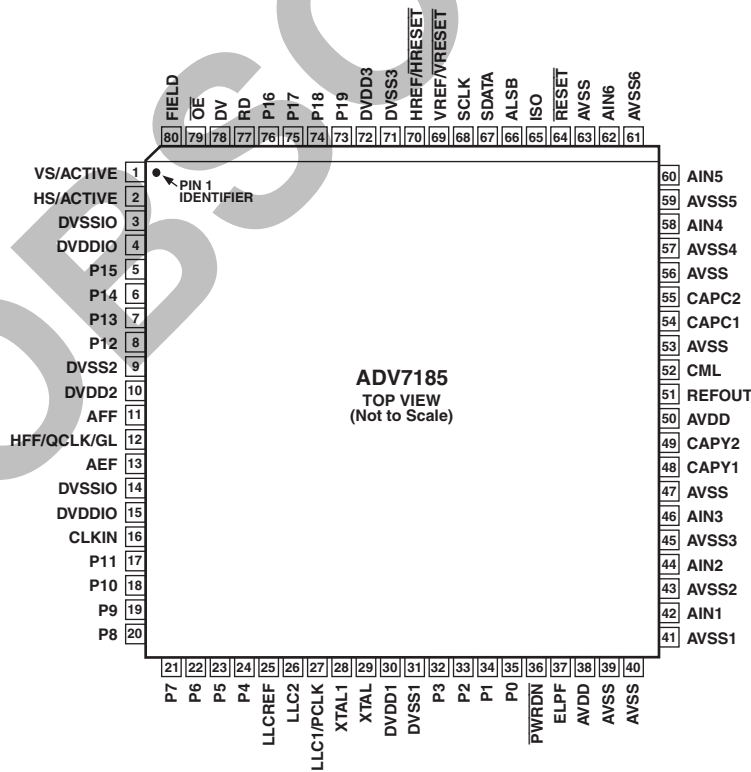 OBSO
80 FIELD
79 OE
78 DV
77 RD
76 P16
75 P17
74 P18
73 P19
72 DVDD3
71 DVSS3
70 HREF/HRESET
69 VREF/VRESET
68 SCLK
67 SDATA
66 ALSB
65 ISO
64 RESET
63 AVSS
62 AIN6
61 AVSS6
VS/ACTIVE 1
HS/ACTIVE 2
DVSSIO 3
DVDDIO 4
P15 5
P14 6
P13 7
P12 8
DVSS2 9
DVDD2 10
AFF 11
HFF/QCLK/GL 12
AEF 13
DVSSIO 14
DVDDIO 15
CLKIN 16
P11 17
P10 18
P9 19
P8 20
PIN 1
IDENTIFIER
ADV7185
TOP VIEW
(Not to Scale)
60 AIN5
59 AVSS5
58 AIN4
57 AVSS4
56 AVSS
55 CAPC2
54 CAPC1
53 AVSS
52 CML
51 REFOUT
50 AVDD
49 CAPY2
48 CAPY1
47 AVSS
46 AIN3
45 AVSS3
44 AIN2
43 AVSS2
42 AIN1
41 AVSS1
21 P7
22 P6
23 P5
24 P4
25 LLCREF
26 LLC2
27 LLC1/PCLK
28 XTAL1
29 XTAL
30 DVDD1
31 DVSS1
32 P3
33 P2
34 P1
35 P0
36 PWRDN
37 ELPF
38 AVDD
39 AVSS
40 AVSS